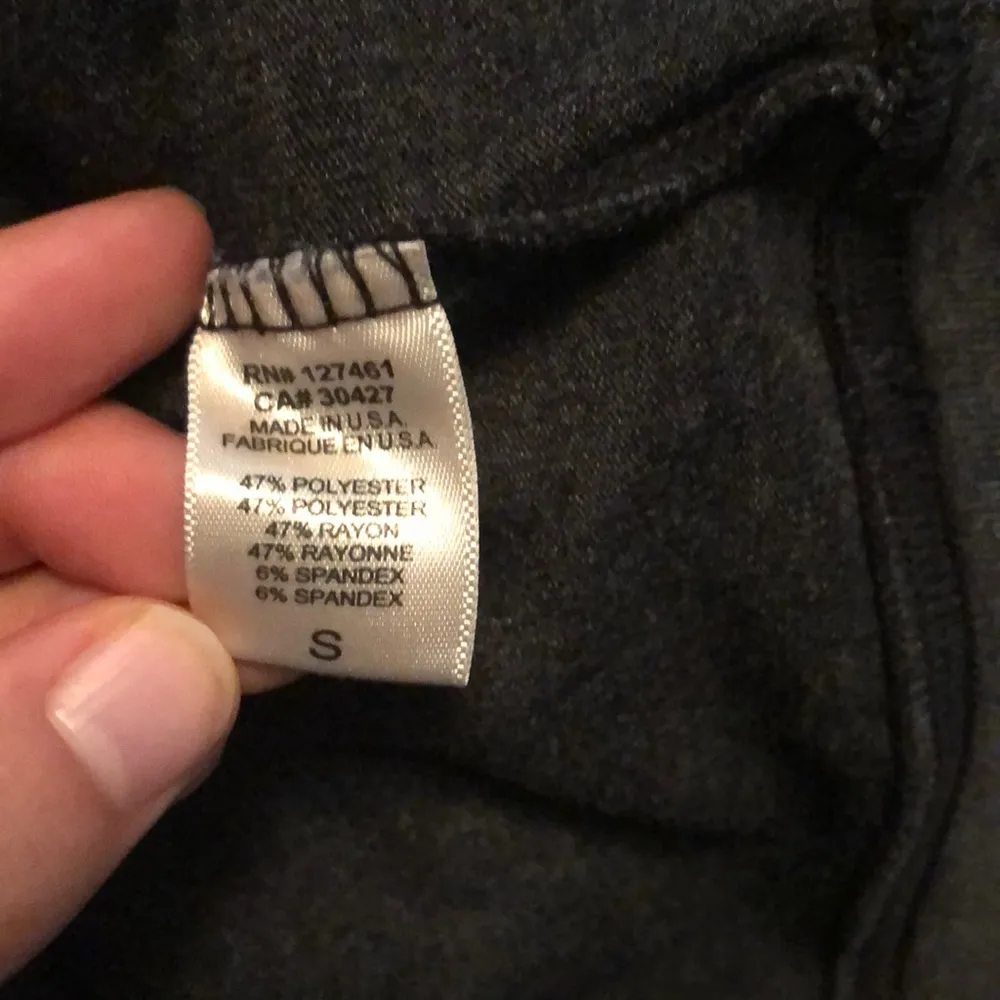 RN# 127461
CA# 30427
MADE IN U.S.A.
FABRIQUE EN U.S.A.
47% POLYESTER
47% POLYESTER
47% RAYON
47% RAYONNE
6% SPANDEX
6% SPANDEX
S